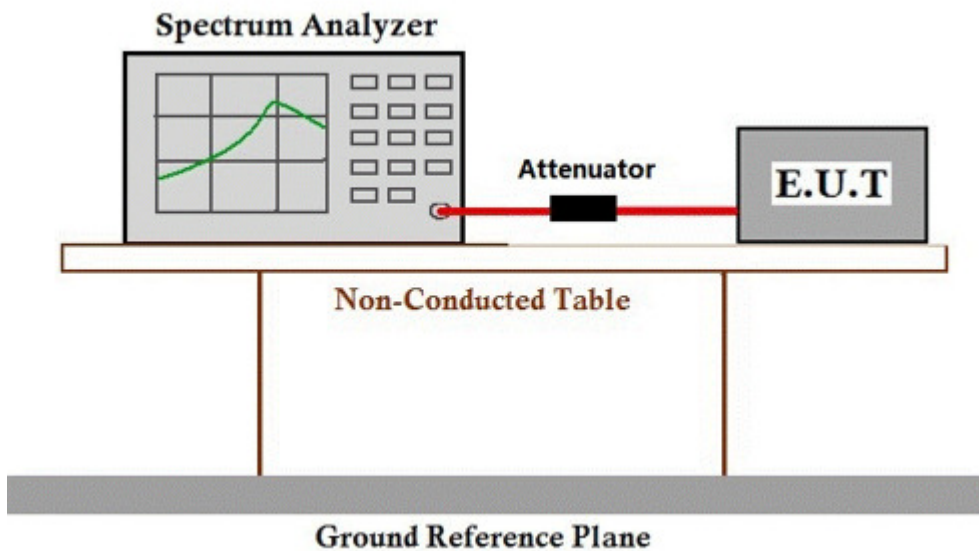 Spectrum Analyzer
Attenuator
E.U.T
Non-Conducted Table
Ground Reference Plane